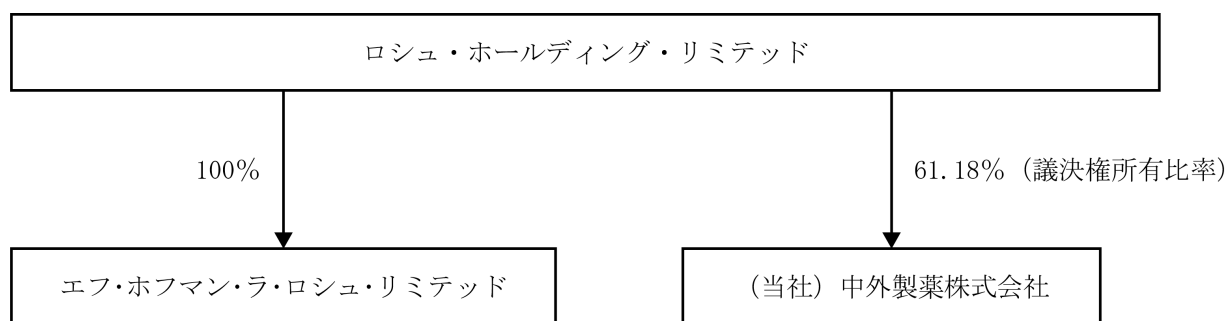 ロシュ・ホールディング・リミテッド
100%
61.18%（議決権所有比率）
エフ・ホフマン・ラ・ロシュ・リミテッド
（当社）中外製薬株式会社